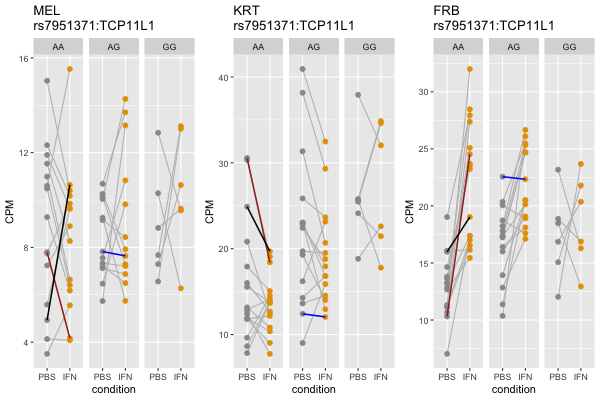 MEL
rs7951371:TCP11L1
AA AG GG
CPM
16
12
8
4
PBS IFN PBS IFN PBS IFN
condition
KRT
rs7951371:TCP11L1
AA AG GG
CPM
40
30
20
10
PBS IFN PBS IFN PBS IFN
condition
FRB
rs7951371:TCP11L1
AA AG GG
CPM
30
25
20
15
10
PBS IFN PBS IFN PBS IFN
condition